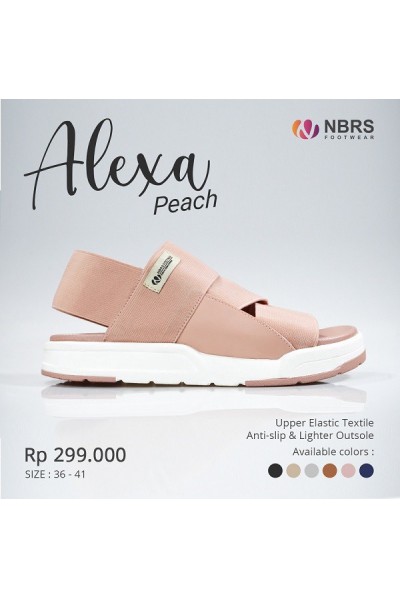 Alexa
Peach
NBRS
FOOTWEAR
Upper Elastic Textile
Anti-slip & Lighter Outsole
Available colors :
Rp 299.000
SIZE : 36 - 41